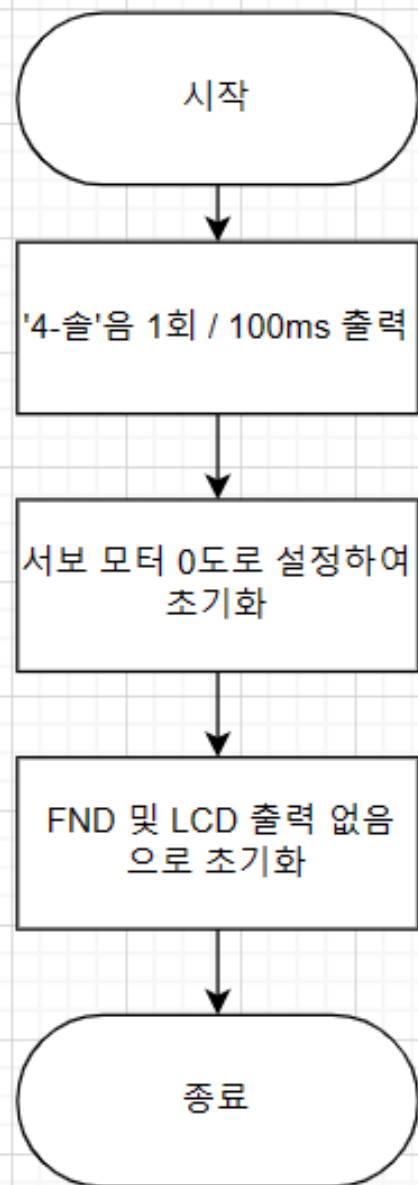 시작
'4-솔'음 1회 / 100ms 출력
서보 모터 0도로 설정하여
초기화
FND 및 LCD 출력 없음
으로 초기화
종료